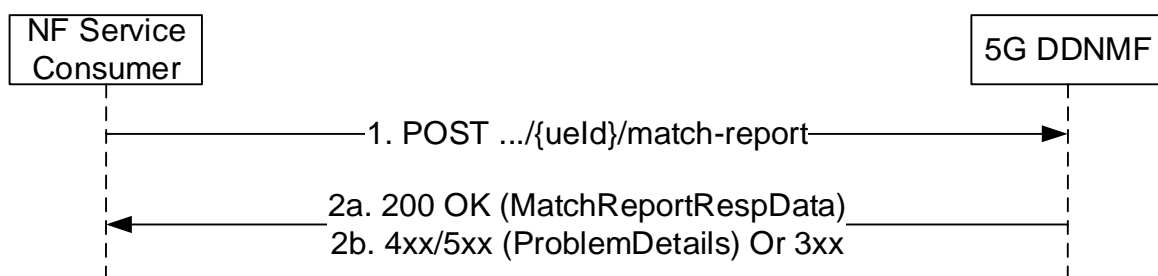 NF Service
Consumer
5G DDNMF
1. POST .../{ueId}/match-report
2a. 200 OK (MatchReportRespData)
2b. 4xx/5xx (ProblemDetails) Or 3xx